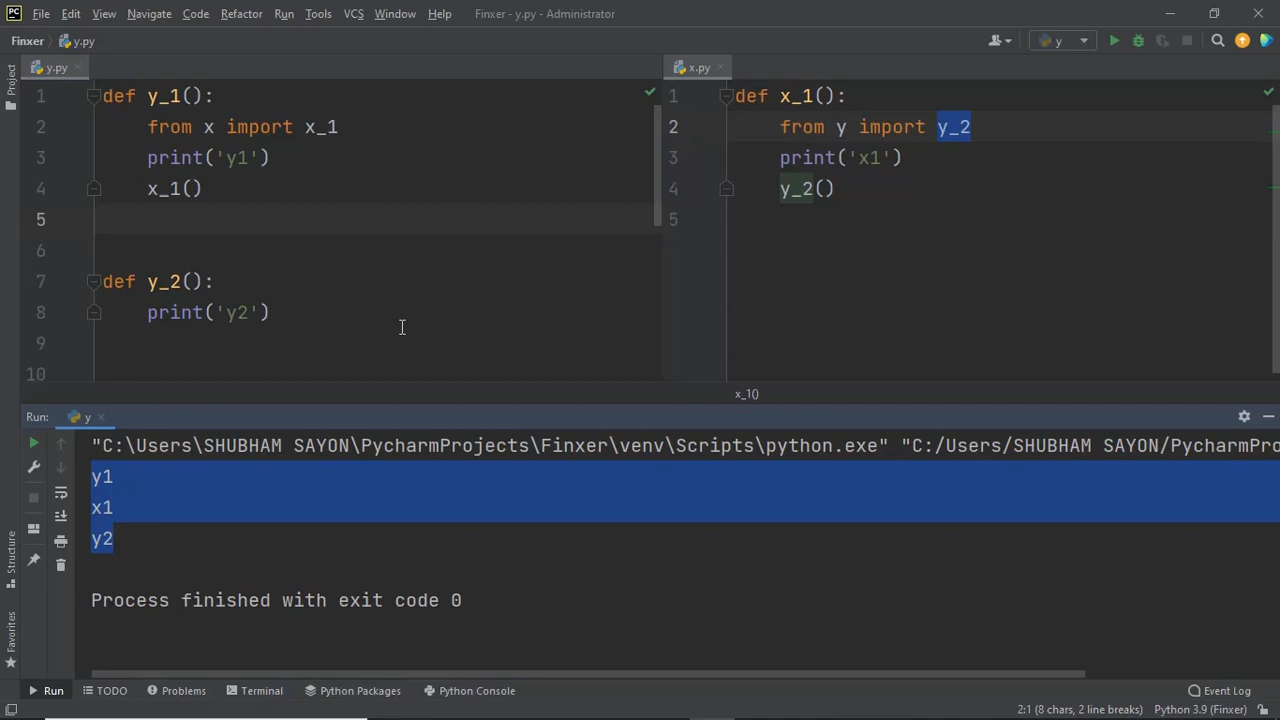 File Edit View Navigate Code Refactor Run Tools VCS Window Help Finxer - y.py - Administrator
Finxer y.py y
Project
y.py
1 def y_1():
2 from x import x_1
3 print('y1')
4 x_1()
5
6
7 def y_2():
8 print('y2')
9
10
x.py
1 def x_1():
2 from y import y_2
3 print('x1')
4 y_2()
5
x_1()
Run: y
"C:\Users\SHUBHAM SAYON\PycharmProjects\Finxer\venv\Scripts\python.exe" "C:/Users/SHUBHAM SAYON/PycharmPro
y1
x1
y2
Process finished with exit code 0
Structure
Favorites
Run TODO Problems Terminal Python Packages Python Console Event Log
2:1 (8 chars, 2 line breaks) Python 3.9 (Finxer)